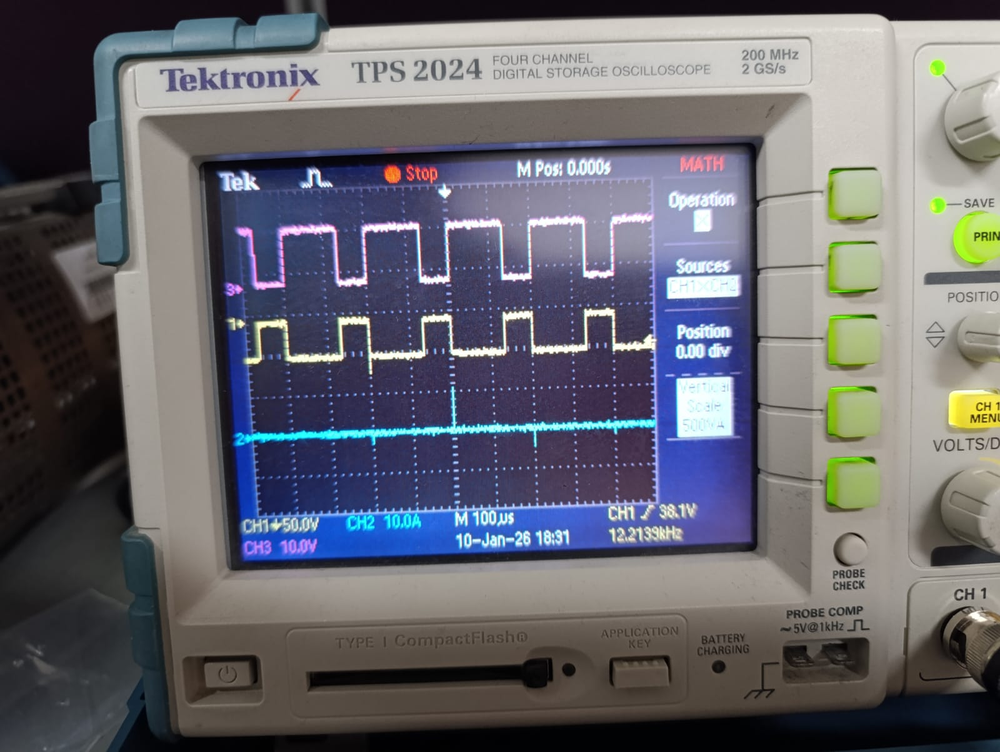 Tektronix TPS 2024 FOUR CHANNEL DIGITAL STORAGE OSCILLOSCOPE 200 MHz 2 GS/s
Tek Stop M Pos: 0.000s MATH
Operation
X
Sources
CH1XCH2
Position
0.00 div
Vertical
Scale
500VA
3
1
2
CH1 50.0V CH2 10.0A M 100µs CH1 38.1V
CH3 10.0V 10-Jan-26 18:31 12.2139kHz
SAVE
PRIN
POSITIO
CH 1
MENU
VOLTS/D
PROBE
CHECK
CH 1
PROBE COMP
~5V@1kHz
TYPE I CompactFlash®
APPLICATION
KEY
BATTERY
CHARGING